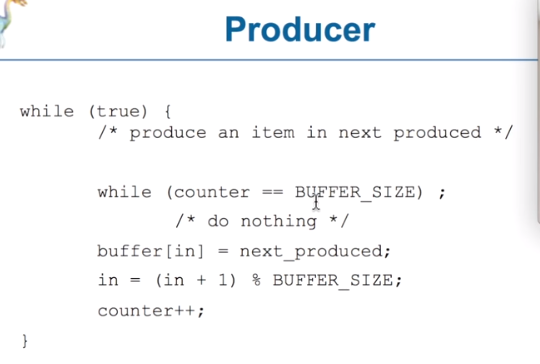 Producer
while (true) {
/* produce an item in next produced */
while (counter == BUFFER_SIZE) ;
/* do nothing */
buffer[in] = next_produced;
in = (in + 1) % BUFFER_SIZE;
counter++;
}